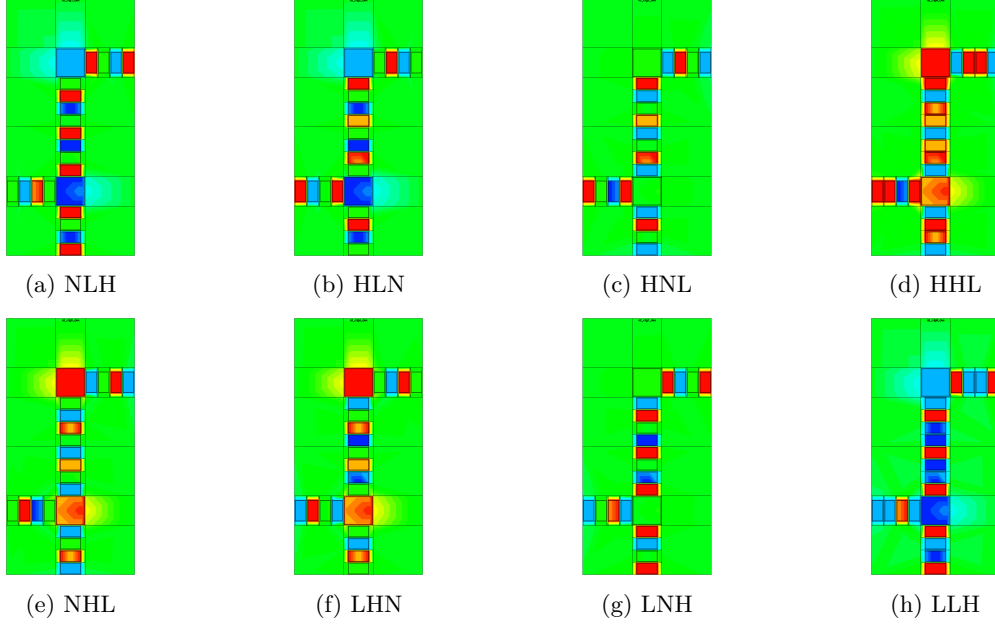 (a) NLH
(b) HLN
(c) HNL
(d) HHL
(e) NHL
(f) LHN
(g) LNH
(h) LLH